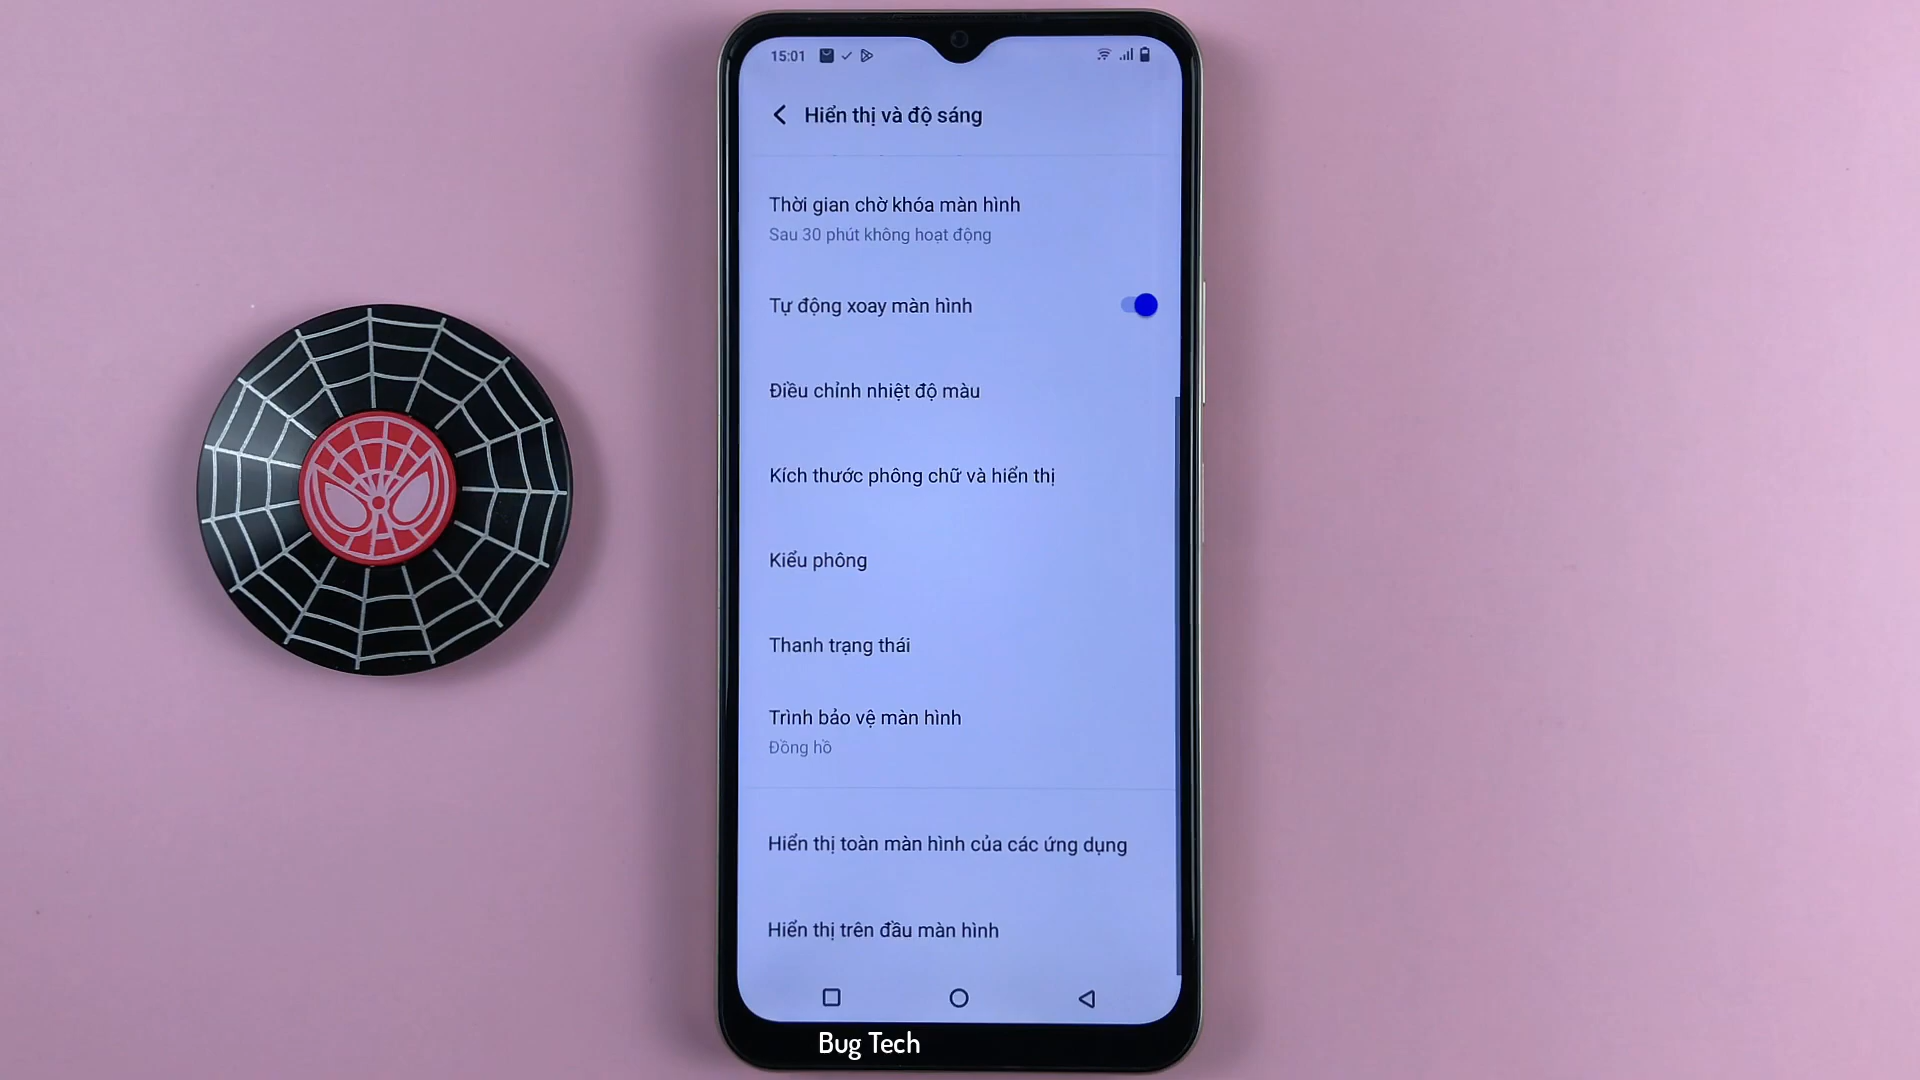 15:01
Hiển thị và độ sáng
Thời gian chờ khóa màn hình
Sau 30 phút không hoạt động
Tự động xoay màn hình
Điều chỉnh nhiệt độ màu
Kích thước phông chữ và hiển thị
Kiểu phông
Thanh trạng thái
Trình bảo vệ màn hình
Đồng hồ
Hiển thị toàn màn hình của các ứng dụng
Hiển thị trên đầu màn hình
Bug Tech